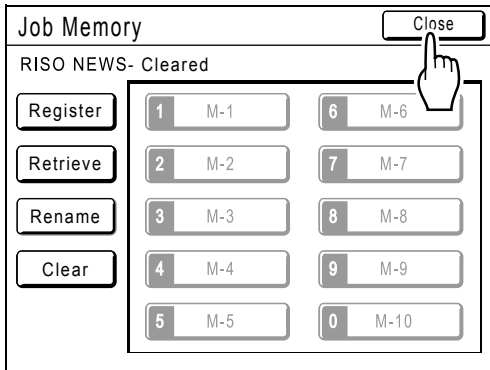 Job Memory
Close
RISO NEWS- Cleared
Register
1 M-1
6 M-6
Retrieve
2 M-2
7 M-7
Rename
3 M-3
8 M-8
Clear
4 M-4
9 M-9
5 M-5
0 M-10